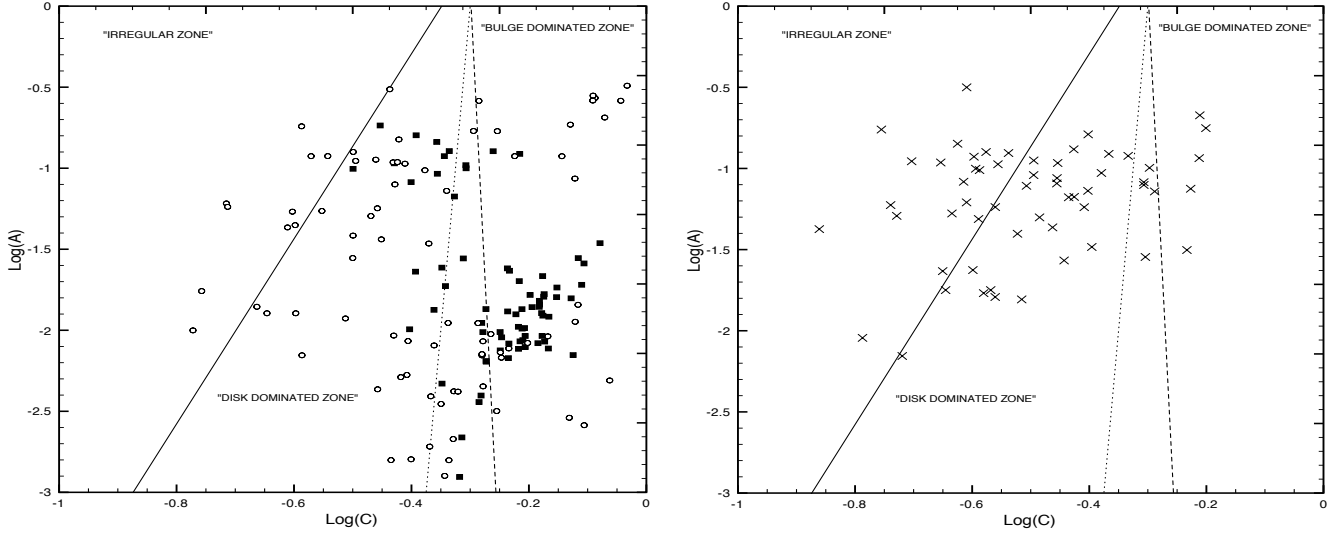 0
"IRREGULAR ZONE"
"BULGE DOMINATED ZONE"
-0.5
-1
Log(A)
-1.5
-2
"DISK DOMINATED ZONE"
-2.5
-3
-1
-0.8
-0.6
-0.4
-0.2
0
Log(C)
0
"IRREGULAR ZONE"
"BULGE DOMINATED ZONE"
-0.5
-1
Log(A)
-1.5
-2
"DISK DOMINATED ZONE"
-2.5
-3
-1
-0.8
-0.6
-0.4
-0.2
0
Log(C)